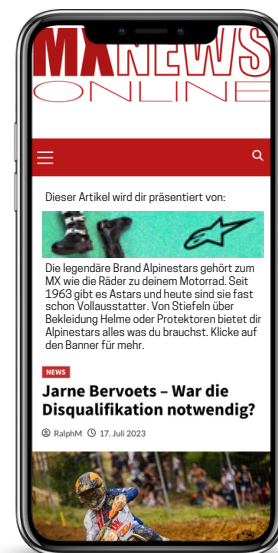 MXNEWS
ONLINE
Dieser Artikel wird dir präsentiert von:
Die legendäre Brand Alpinestars gehört zum
MX wie die Räder zu deinem Motorrad. Seit
1963 gibt es Astars und heute sind sie fast
schon Vollausstatter. Von Stiefeln über
Bekleidung Helme oder Protektoren bietet dir
Alpinestars alles was du brauchst. Klicke auf
den Banner für mehr.
NEWS
Jarne Bervoets – War die
Disqualifikation notwendig?
RalphM 17. Juli 2023